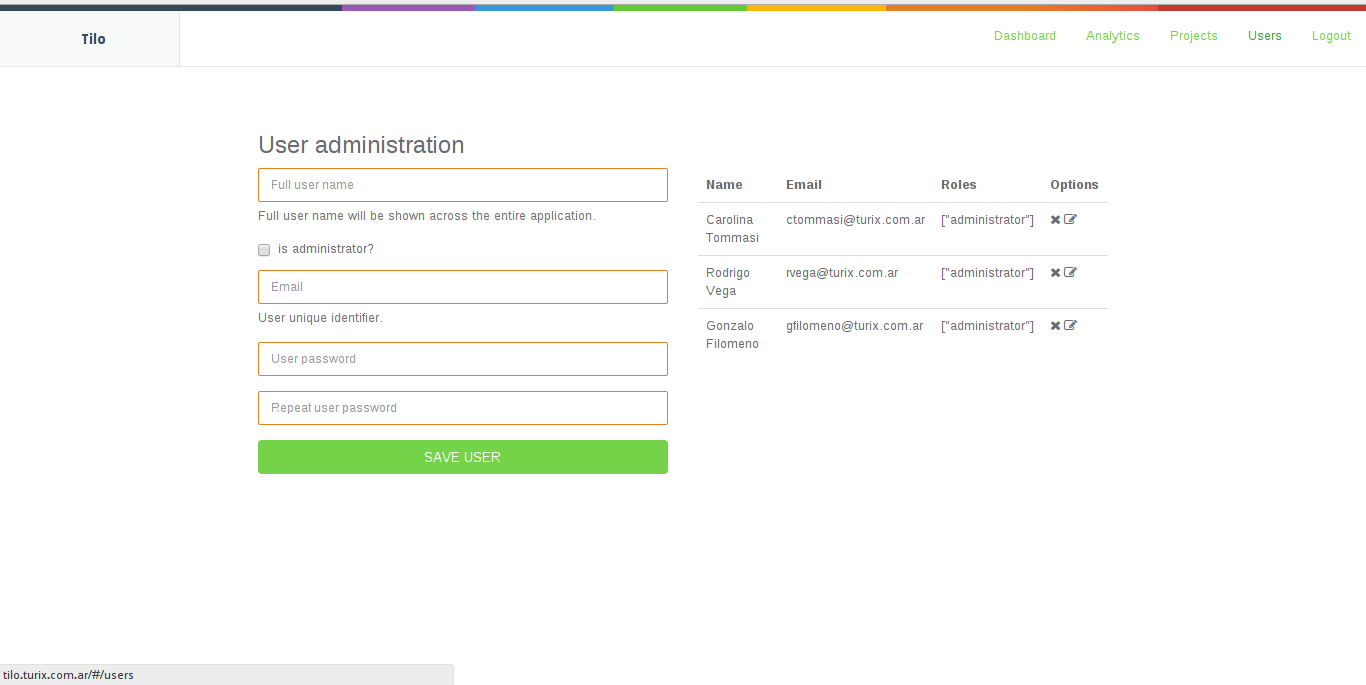 Tilo
Dashboard Analytics Projects Users Logout
User administration
Full user name
Full user name will be shown across the entire application.
is administrator?
Email
User unique identifier.
User password
Repeat user password
SAVE USER
Name Email Roles Options
Carolina ctommasi@turix.com.ar ["administrator"]
Tommasi
Rodrigo rvega@turix.com.ar ["administrator"]
Vega
Gonzalo gfilomeno@turix.com.ar ["administrator"]
Filomeno
tilo.turix.com.ar/#/users